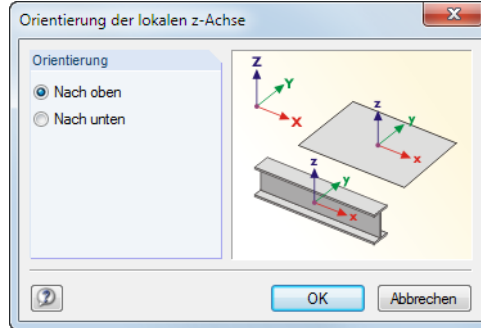 Orientierung der lokalen z-Achse
Orientierung
Nach oben
Nach unten
Z
Y
X
z
y
x
z
y
x
OK
Abbrechen